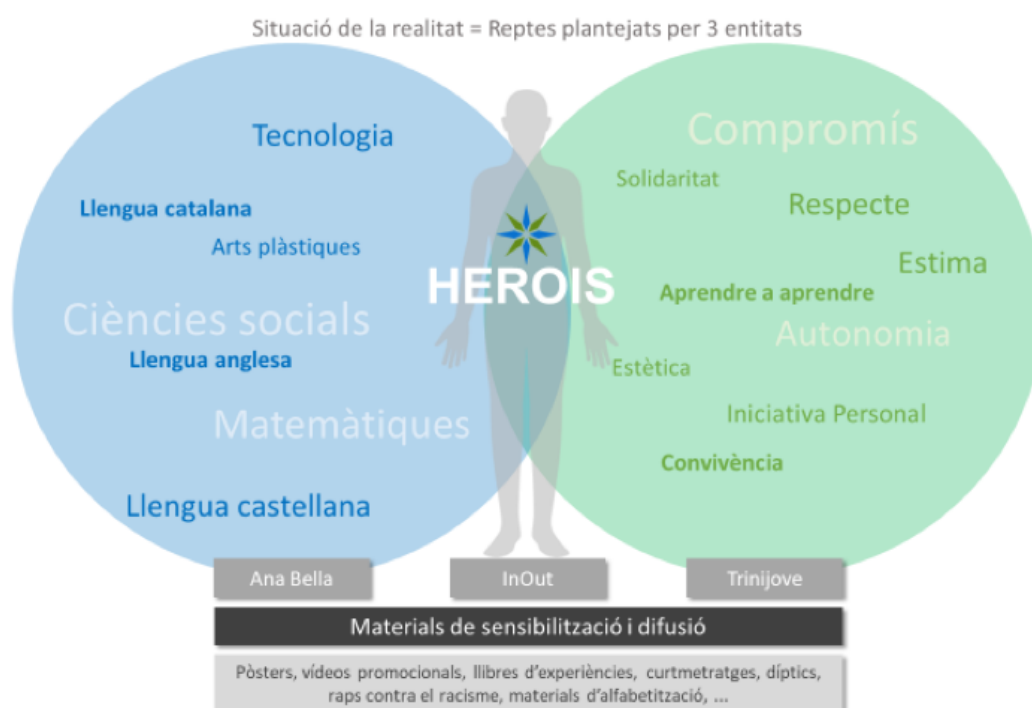 Situació de la realitat = Reptes plantejats per 3 entitats
Tecnologia
Llengua catalana
Arts plàstiques
Ciències socials
Llengua anglesa
Matemàtiques
Llengua castellana
HEROIS
Compromís
Solidaritat
Respecte
Estima
Aprendre a aprendre
Autonomia
Estètica
Iniciativa Personal
Convivència
Ana Bella
InOut
Trinijove
Materials de sensibilització i difusió
Pòsters, vídeos promocionals, llibres d'experiències, curtmetratges, díptics,
raps contra el racisme, materials d'alfabetització, ...